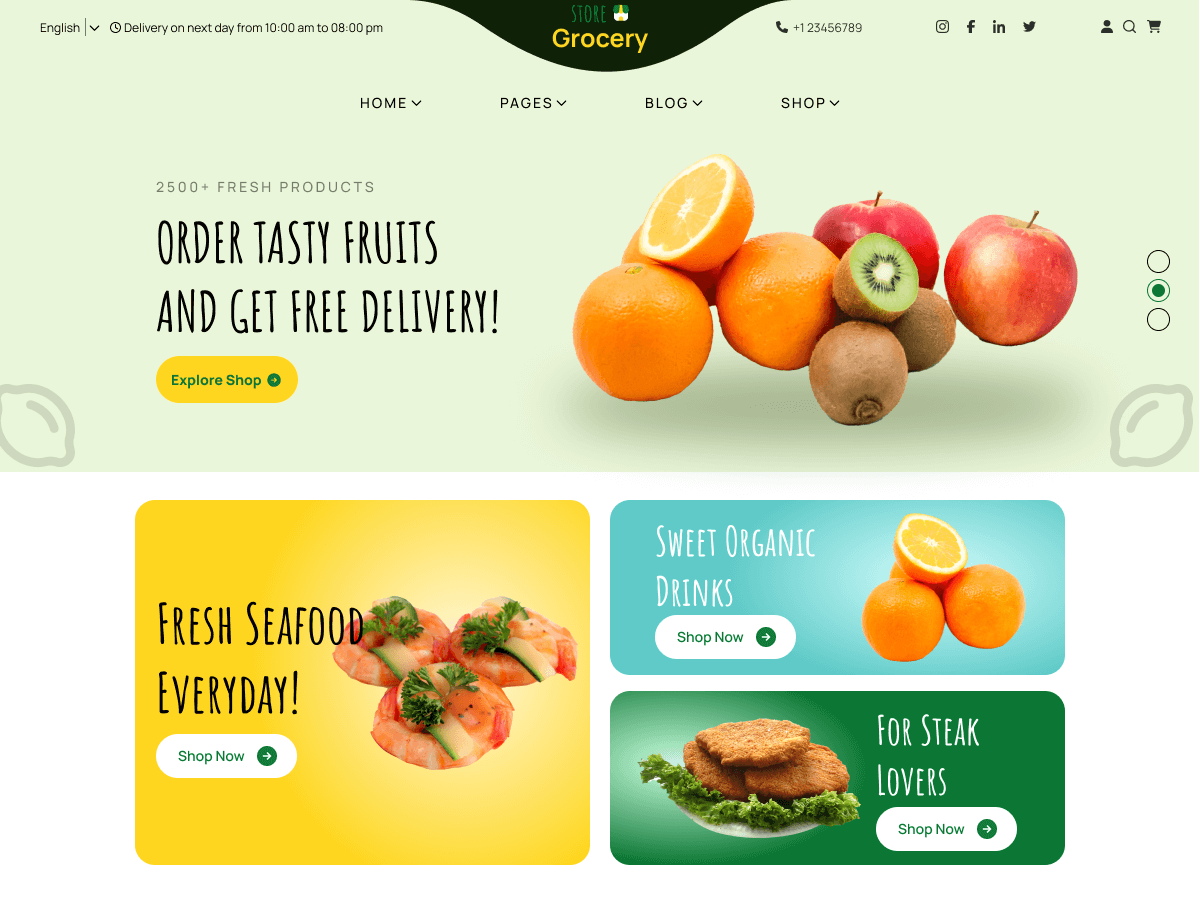 English
Delivery on next day from 10:00 am to 08:00 pm
STORE
Grocery
+1 23456789
HOME
PAGES
BLOG
SHOP
2500+ FRESH PRODUCTS
ORDER TASTY FRUITS
AND GET FREE DELIVERY!
Explore Shop
Fresh Seafood
Everyday!
Shop Now
Sweet Organic
Drinks
Shop Now
For Steak
Lovers
Shop Now